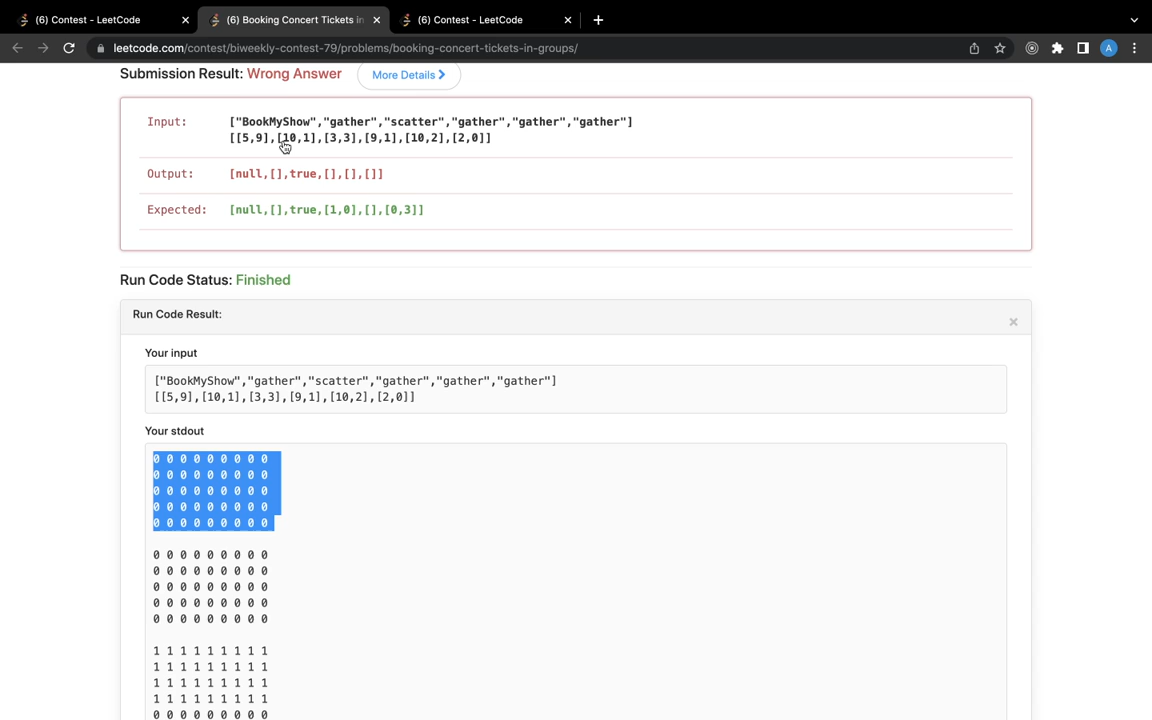 (6) Contest - LeetCode
(6) Booking Concert Tickets in
(6) Contest - LeetCode
leetcode.com/contest/biweekly-contest-79/problems/booking-concert-tickets-in-groups/
A
Submission Result: Wrong Answer
More Details
Input: ["BookMyShow","gather","scatter","gather","gather","gather"]
[[5,9],[10,1],[3,3],[9,1],[10,2],[2,0]]
Output: [null,[],true,[],[],[]]
Expected: [null,[],true,[1,0],[],[0,3]]
Run Code Status: Finished
Run Code Result:
×
Your input
["BookMyShow","gather","scatter","gather","gather","gather"]
[[5,9],[10,1],[3,3],[9,1],[10,2],[2,0]]
Your stdout
0 0 0 0 0 0 0 0 0
0 0 0 0 0 0 0 0 0
0 0 0 0 0 0 0 0 0
0 0 0 0 0 0 0 0 0
0 0 0 0 0 0 0 0 0
0 0 0 0 0 0 0 0 0
0 0 0 0 0 0 0 0 0
0 0 0 0 0 0 0 0 0
0 0 0 0 0 0 0 0 0
0 0 0 0 0 0 0 0 0
1 1 1 1 1 1 1 1 1
1 1 1 1 1 1 1 1 1
1 1 1 1 1 1 1 1 1
1 1 1 1 1 1 1 1 1
0 0 0 0 0 0 0 0 0